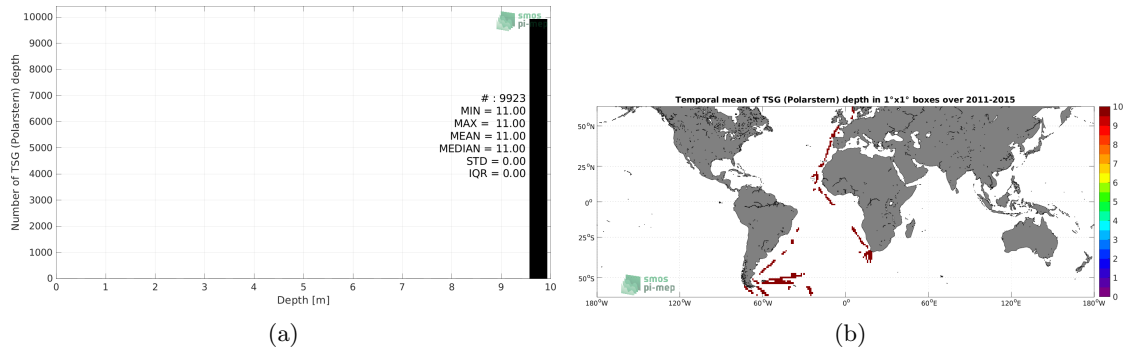 smos
pi-mep
10000
9000
8000
7000
6000
5000
4000
3000
2000
1000
0
Number of TSG (Polarstern) depth
# : 9923
MIN = 11.00
MAX = 11.00
MEAN = 11.00
MEDIAN = 11.00
STD = 0.00
IQR = 0.00
0 1 2 3 4 5 6 7 8 9 10
Depth [m]
(a)
Temporal mean of TSG (Polarstern) depth in 1°x1° boxes over 2011-2015
50°N
25°N
0°
25°S
50°S
180°W 120°W 60°W 0° 60°E 120°E 180°W
smos
pi-mep
10
9
8
7
6
5
4
3
2
1
0
(b)